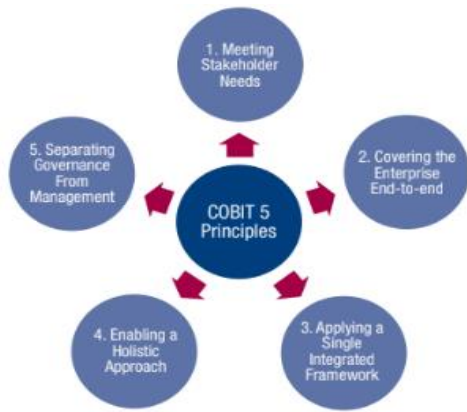 1. Meeting
Stakeholder
Needs
5. Separating
Governance
From
Management
2. Covering the
Enterprise
End-to-end
COBIT 5
Principles
4. Enabling a
Holistic
Approach
3. Applying a
Single
Integrated
Framework